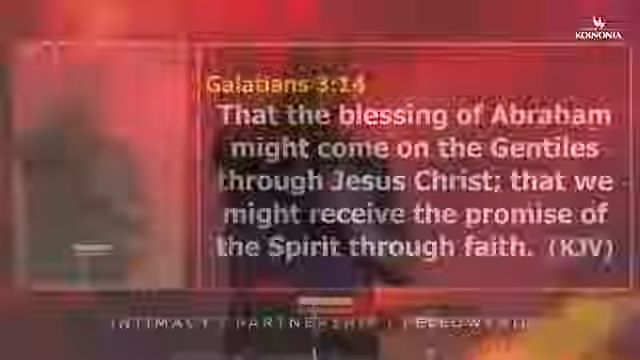 KOINONIA
Galatians 3:14
That the blessing of Abraham
might come on the Gentiles
through Jesus Christ; that we
might receive the promise of
the Spirit through faith. (KJV)
INTIMACY | PARTNERSHIP | FELLOWSHIP